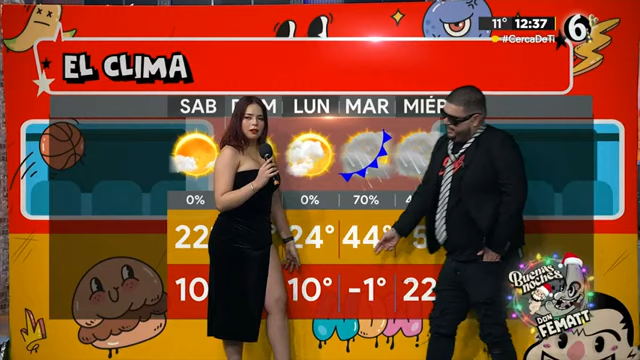 11° 12:37
#CercaDeTi
6
EL CLIMA
SAB DOM LUN MAR MIÉR
0% 0% 70%
22° 24° 44°
10 10° -1° 22
Buenas
noches
DON
FEMATT